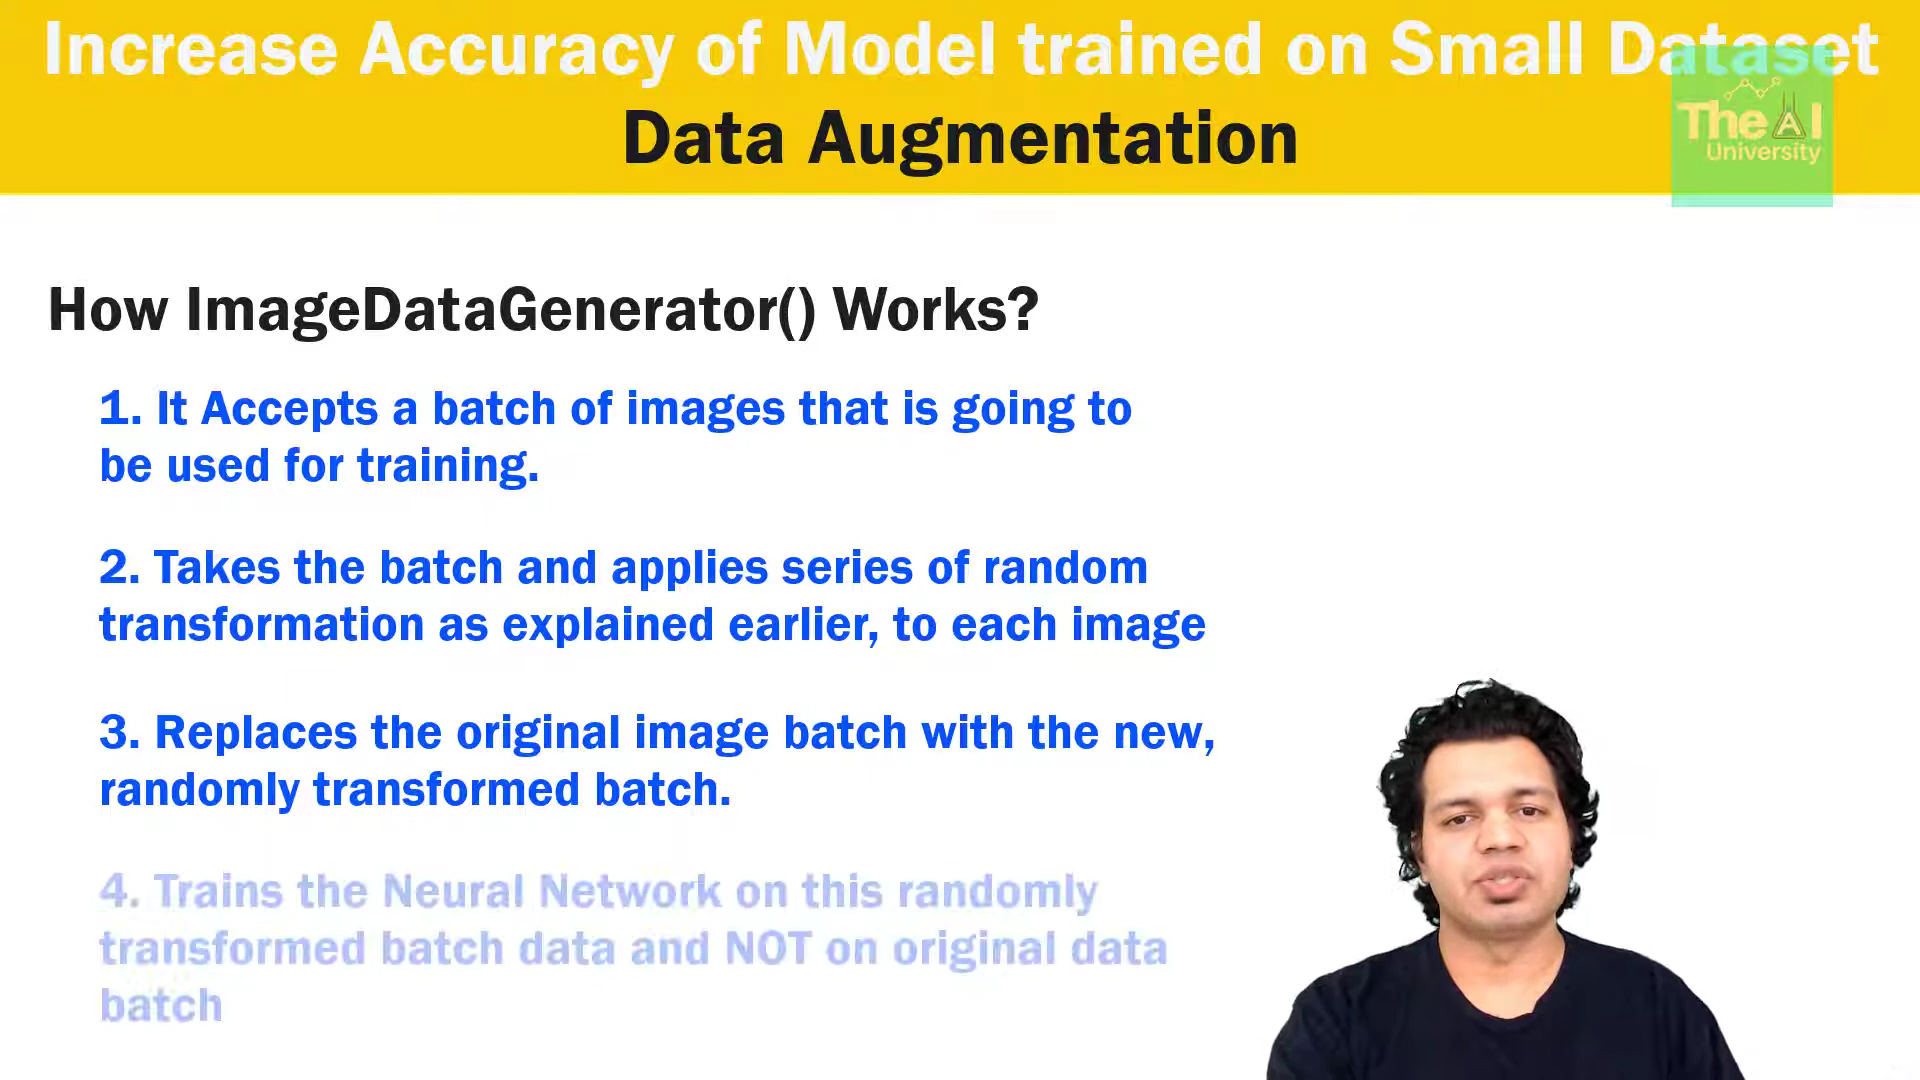 Increase Accuracy of Model trained on Small Dataset
Data Augmentation
The AI
University
How ImageDataGenerator() Works?
1. It Accepts a batch of images that is going to
be used for training.
2. Takes the batch and applies series of random
transformation as explained earlier, to each image
3. Replaces the original image batch with the new,
randomly transformed batch.
4. Trains the Neural Network on this randomly
transformed batch data and NOT on original data
batch